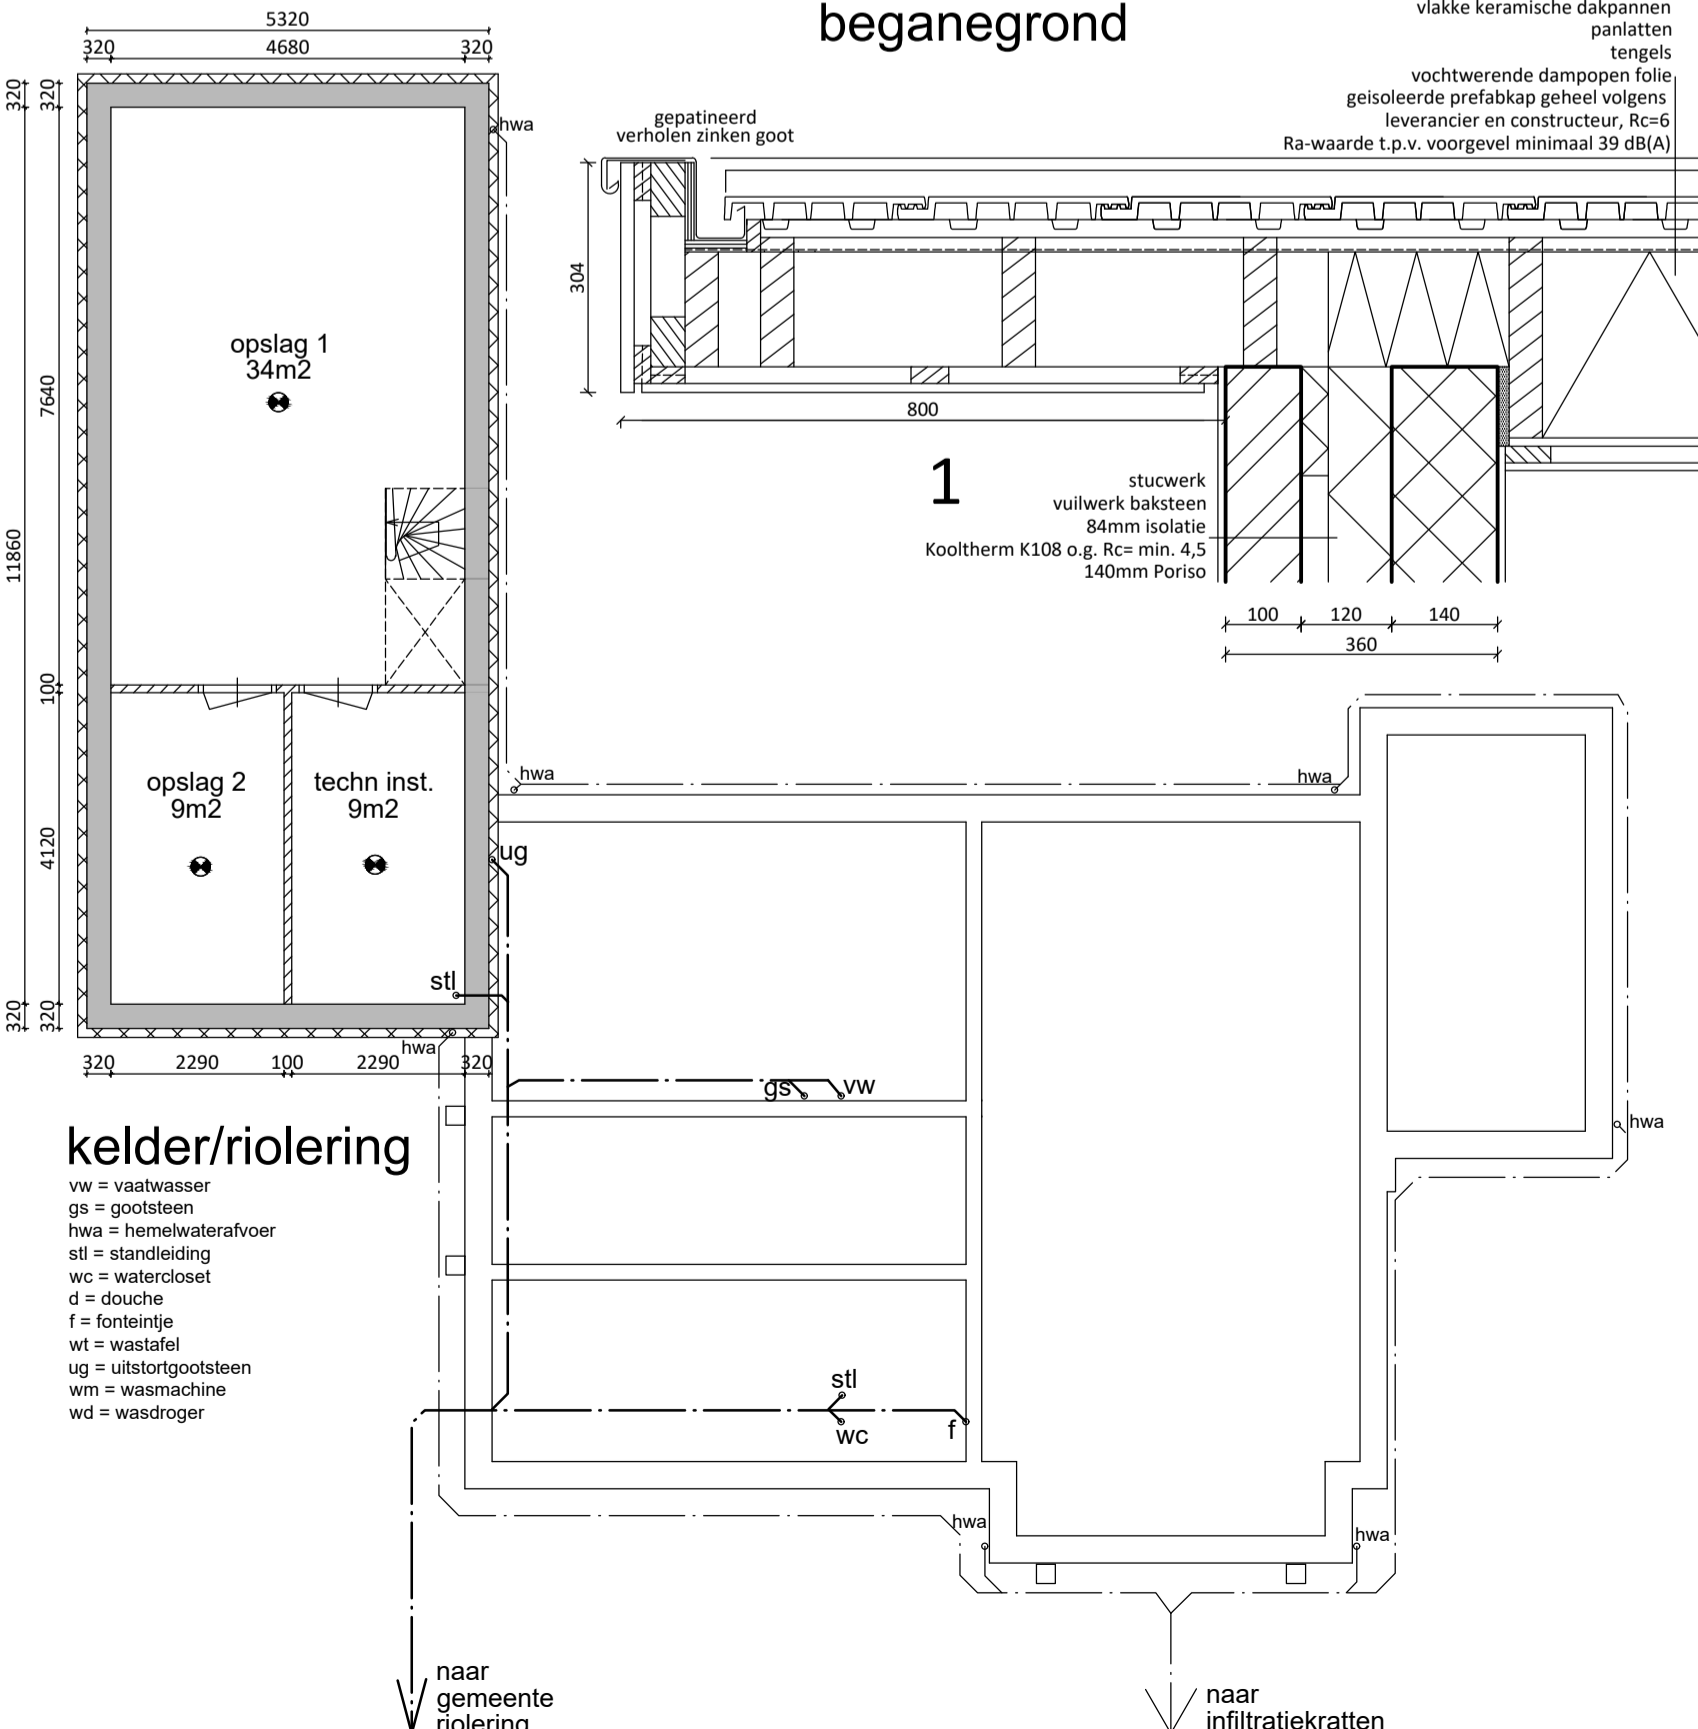 beganegrond
5320
320
4680
320
320
320
11860
7640
100
4120
320
320
hwa
opslag 1
34m2
opslag 2
9m2
techn inst.
9m2
ug
stl
hwa
320
2290
100
2290
320
gepatineerd
verholen zinken goot
vlakke keramische dakpannen
panlatten
tengels
vochtwerende dampopen folie
geisoleerde prefabkap geheel volgens
leverancier en constructeur, Rc=6
Ra-waarde t.p.v. voorgevel minimaal 39 dB(A)
304
800
1
stucwerk
vuilwerk baksteen
84mm isolatie
Kooltherm K108 o.g. Rc= min. 4,5
140mm Poriso
100
120
140
360
hwa
hwa
gs
vw
hwa
kelder/riolering
vw = vaatwasser
gs = gootsteen
hwa = hemelwaterafvoer
stl = standleiding
wc = watercloset
d = douche
f = fonteintje
wt = wastafel
ug = uitstortgootsteen
wm = wasmachine
wd = wasdroger
stl
wc
f
hwa
hwa
naar
gemeente
riolering
naar
infiltratiekratten